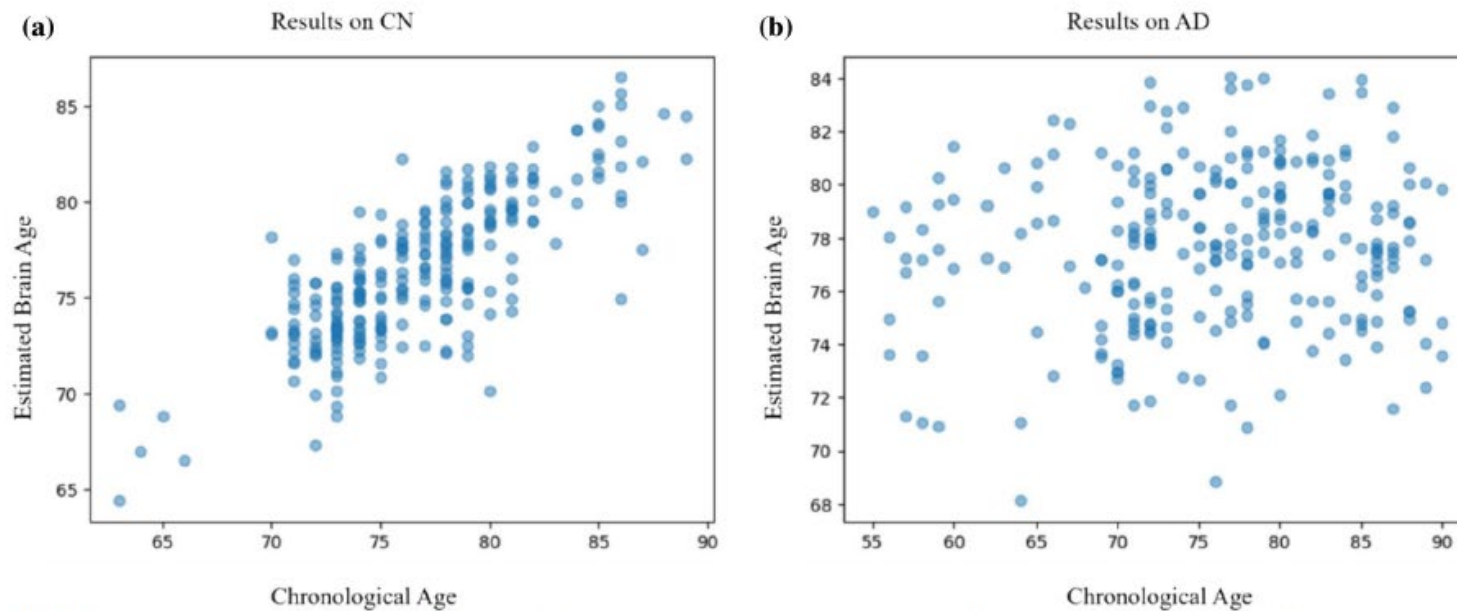 (a)
Results on CN
Estimated Brain Age
85
80
75
70
65
65 70 75 80 85 90
Chronological Age
(b)
Results on AD
Estimated Brain Age
84
82
80
78
76
74
72
70
68
55 60 65 70 75 80 85 90
Chronological Age